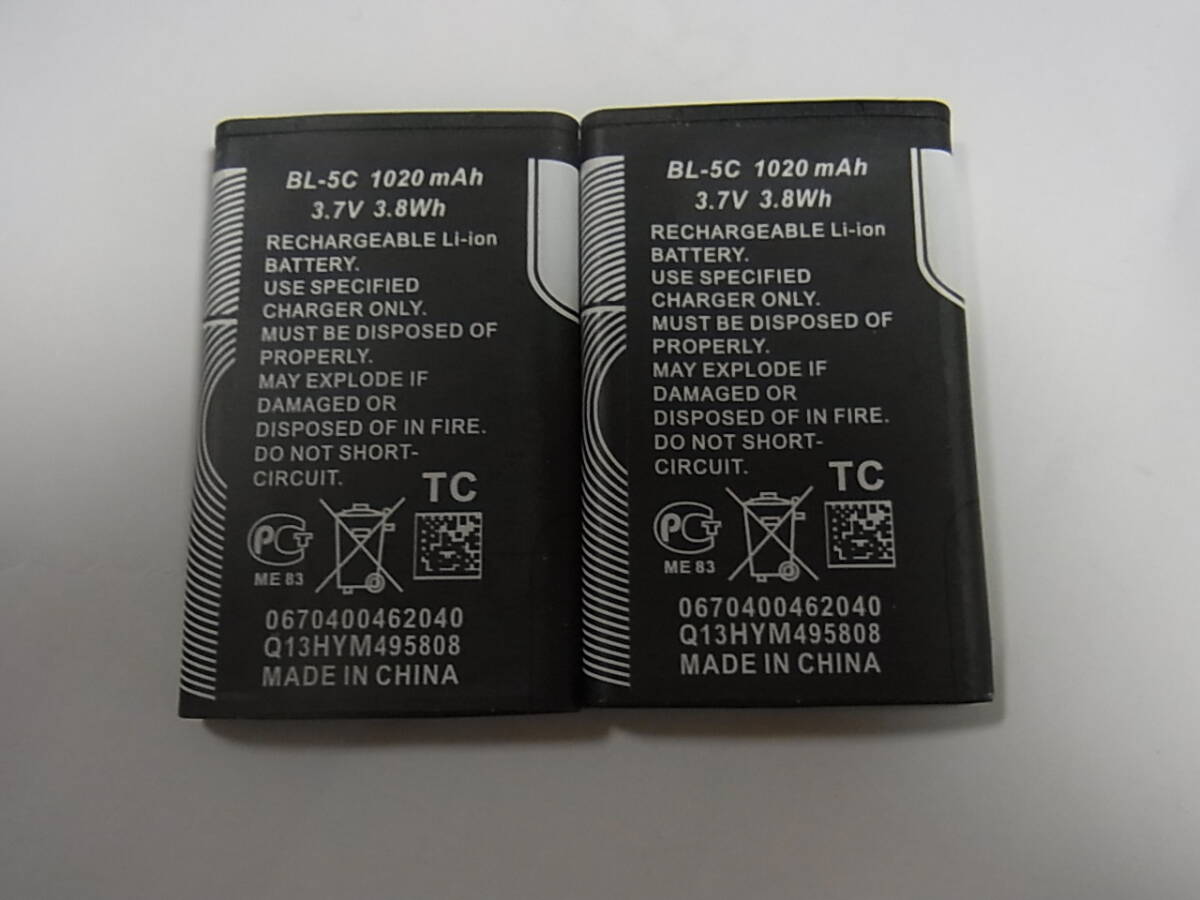 BL-5C 1020 mAh
3.7V 3.8Wh
RECHARGEABLE Li-ion
BATTERY.
USE SPECIFIED
CHARGER ONLY.
MUST BE DISPOSED OF
PROPERLY.
MAY EXPLODE IF
DAMAGED OR
DISPOSED OF IN FIRE.
DO NOT SHORT-
CIRCUIT.
TC
PCT
ME 83
0670400462040
Q13HYM495808
MADE IN CHINA
BL-5C 1020 mAh
3.7V 3.8Wh
RECHARGEABLE Li-ion
BATTERY.
USE SPECIFIED
CHARGER ONLY.
MUST BE DISPOSED OF
PROPERLY.
MAY EXPLODE IF
DAMAGED OR
DISPOSED OF IN FIRE.
DO NOT SHORT-
CIRCUIT.
TC
PCT
ME 83
0670400462040
Q13HYM495808
MADE IN CHINA